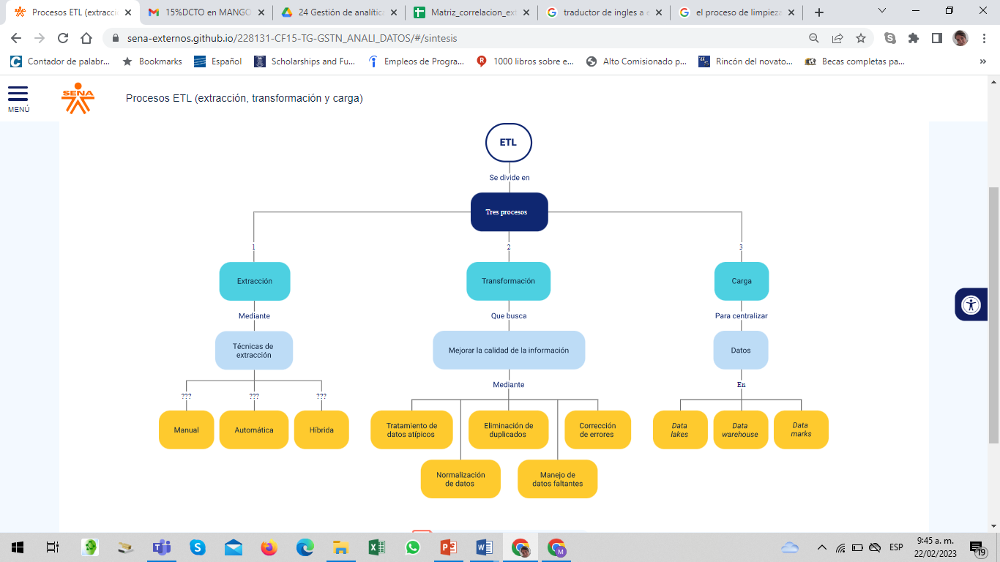 Procesos ETL (extracci
15%DCTO en MANGO
24 Gestión de analític
Matriz_correlacion_ex
traductor de ingles a e
el proceso de limpieza
sena-externos.github.io/228131-CF15-TG-GSTN_ANALI_DATOS/#/sintesis
Contador de palabr...
Bookmarks
Español
Scholarships and Fu...
Empleos de Progra...
1000 libros sobre e...
Alto Comisionado p...
Rincón del novato...
Becas completas pa...
»
MENÚ
SENA
Procesos ETL (extracción, transformación y carga)
ETL
Se divide en
Tres procesos
1
2
3
Extracción
Transformación
Carga
Mediante
Que busca
Para centralizar
Técnicas de
extracción
Mejorar la calidad de la información
Datos
Mediante
En
???
???
???
Manual
Automática
Híbrida
Tratamiento de
datos atípicos
Eliminación de
duplicados
Corrección
de errores
Data
lakes
Data
warehouse
Data
marks
Normalización
de datos
Manejo de
datos faltantes
ESP
9:45 a. m.
22/02/2023
19